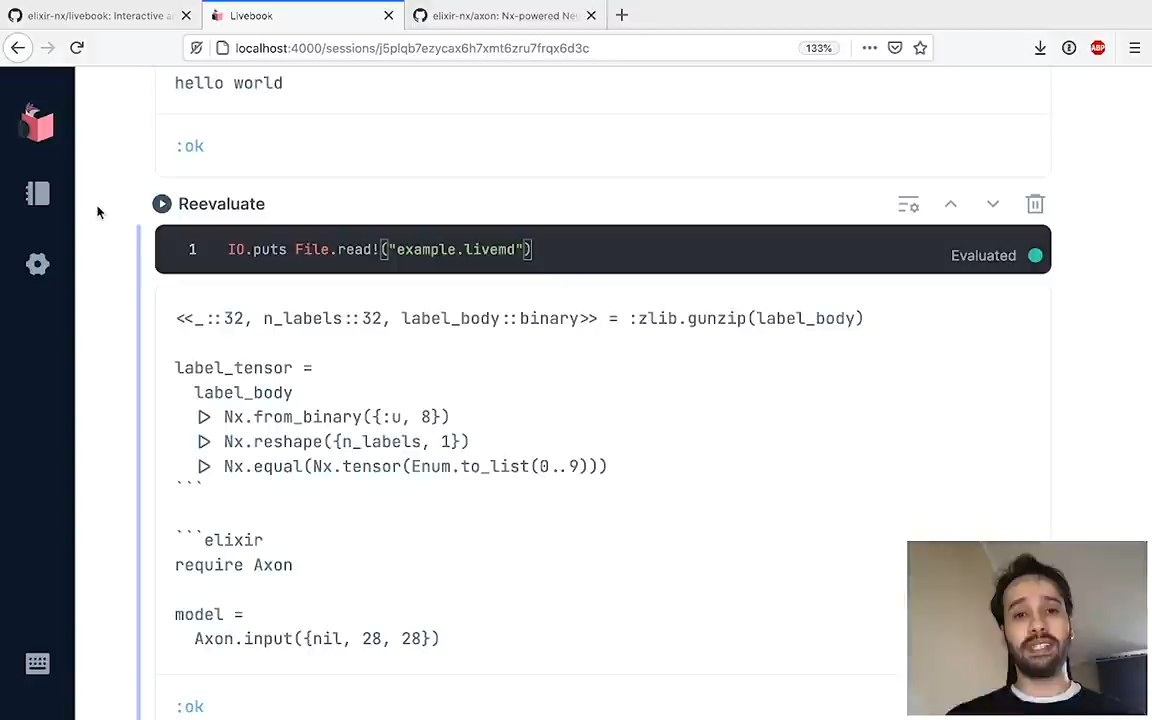 elixir-nx/livebook: Interactive a
Livebook
elixir-nx/axon: Nx-powered Ne
localhost:4000/sessions/j5plqb7ezycax6h7xmt6zru7frqx6d3c
133%
ABP
hello world
:ok
Reevaluate
1 IO.puts File.read!("example.livemd")
Evaluated
<<_::32, n_labels::32, label_body::binary>> = :zlib.gunzip(label_body)
label_tensor =
label_body
|> Nx.from_binary({:u, 8})
|> Nx.reshape({n_labels, 1})
|> Nx.equal(Nx.tensor(Enum.to_list(0..9)))
```
```elixir
require Axon
model =
Axon.input({nil, 28, 28})
:ok